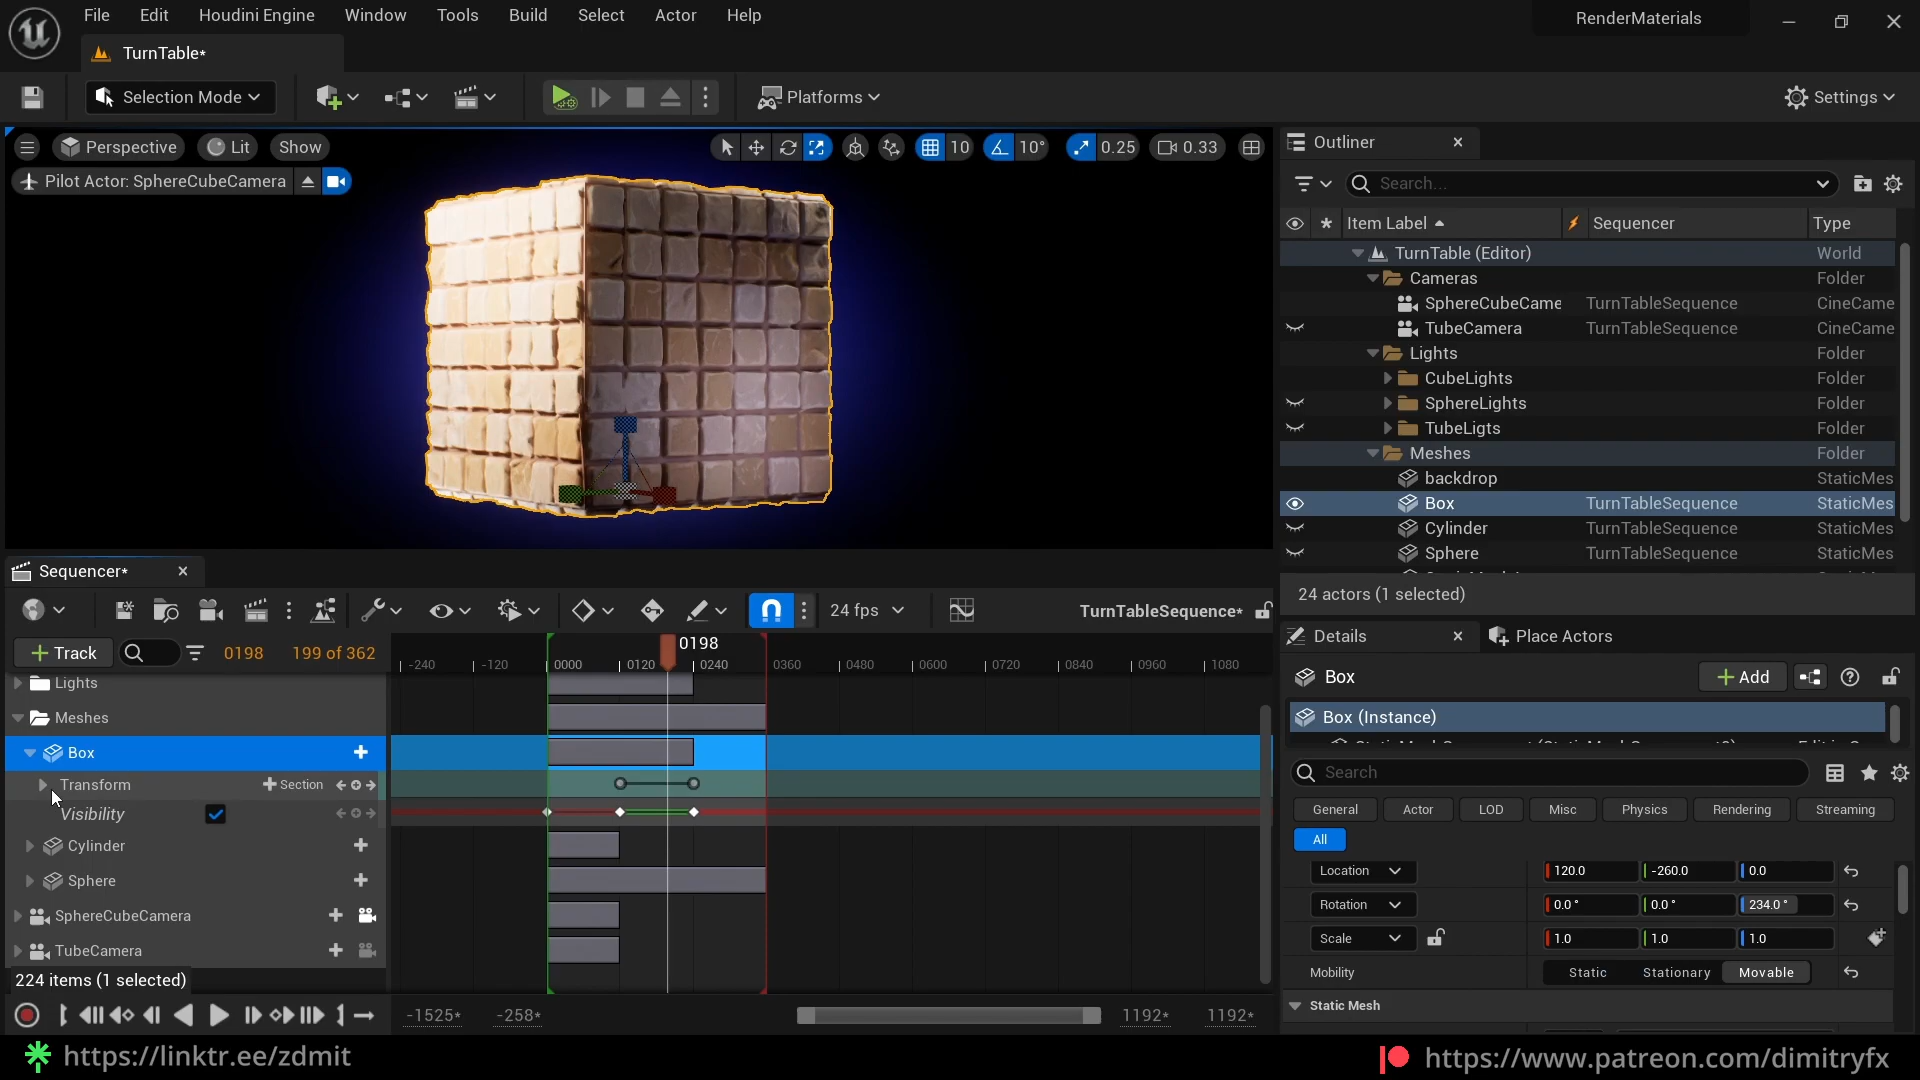 File Edit Houdini Engine Window Tools Build Select Actor Help
RenderMaterials
TurnTable*
Selection Mode
Platforms
Settings
Perspective Lit Show
10 10° 0.25 0.33
Pilot Actor: SphereCubeCamera
Outliner
Search...
Item Label Sequencer Type
TurnTable (Editor) World
Cameras Folder
SphereCubeCame TurnTableSequence CineCame
TubeCamera TurnTableSequence CineCame
Lights Folder
CubeLights Folder
SphereLights Folder
TubeLigts Folder
Meshes Folder
backdrop StaticMes
Box TurnTableSequence StaticMes
Cylinder TurnTableSequence StaticMes
Sphere TurnTableSequence StaticMes
24 actors (1 selected)
Sequencer*
24 fps
TurnTableSequence*
Track
0198 199 of 362
0198
-240 -120 0000 0120 0240 0360 0480 0600 0720 0840 0960 1080
Lights
Meshes
Box
Transform Section
Visibility
Cylinder
Sphere
SphereCubeCamera
TubeCamera
224 items (1 selected)
-1525* -258* 1192* 1192*
Details Place Actors
Box
Add
Box (Instance)
Search
General Actor LOD Misc Physics Rendering Streaming
All
Location 120.0 -260.0 0.0
Rotation 0.0 ° 0.0 ° 234.0 °
Scale 1.0 1.0 1.0
Mobility Static Stationary Movable
Static Mesh
https://linktr.ee/zdmit
https://www.patreon.com/dimitryfx